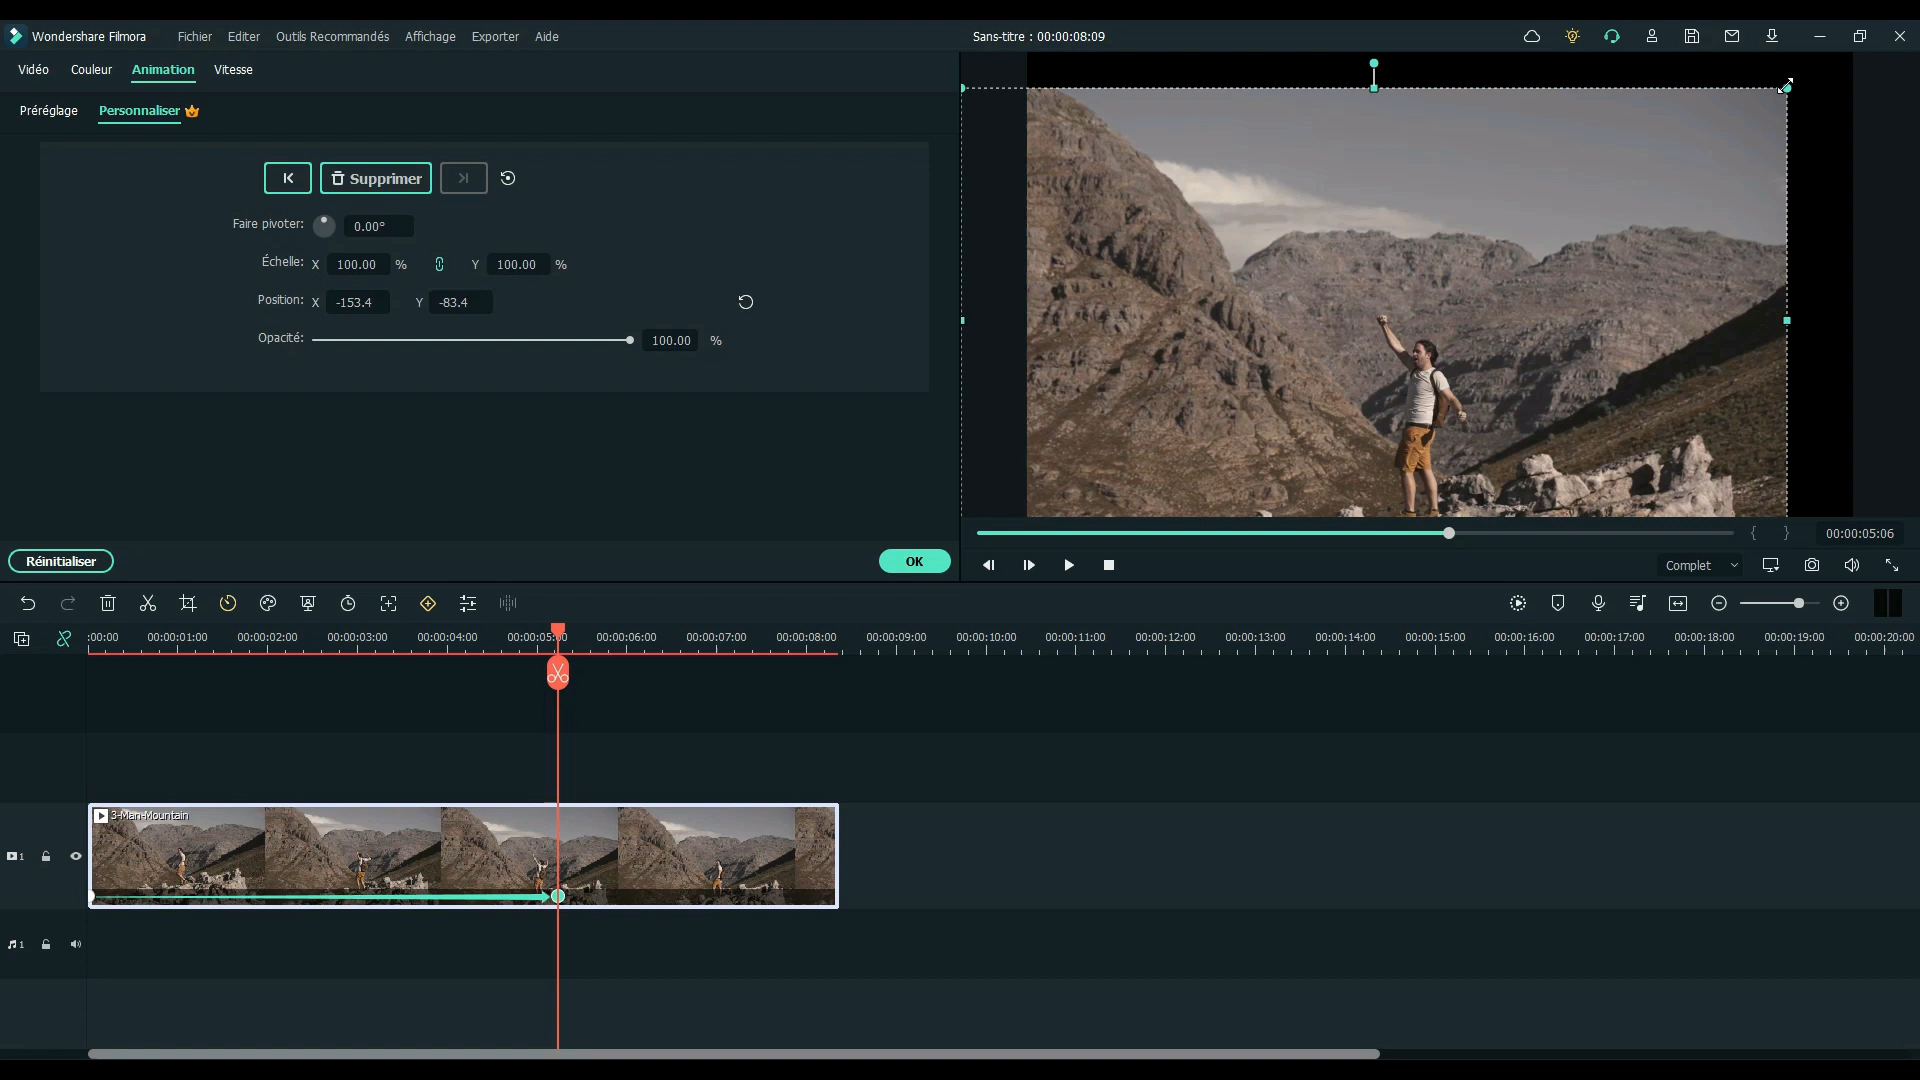 Wondershare Filmora Fichier Editer Outils Recommandés Affichage Exporter Aide Sans-titre : 00:00:08:09
Vidéo Couleur Animation Vitesse
Préréglage Personnaliser
Supprimer
Faire pivoter: 0.00°
Échelle: X 100.00 % Y 100.00 %
Position: X -153.4 Y -83.4
Opacité: 100.00 %
{ } 00:00:05:06
Réinitialiser OK
Complet
:00:00 00:00:01:00 00:00:02:00 00:00:03:00 00:00:04:00 00:00:05:00 00:00:06:00 00:00:07:00 00:00:08:00 00:00:09:00 00:00:10:00 00:00:11:00 00:00:12:00 00:00:13:00 00:00:14:00 00:00:15:00 00:00:16:00 00:00:17:00 00:00:18:00 00:00:19:00 00:00:20:00
3-Man-Mountain
1
1